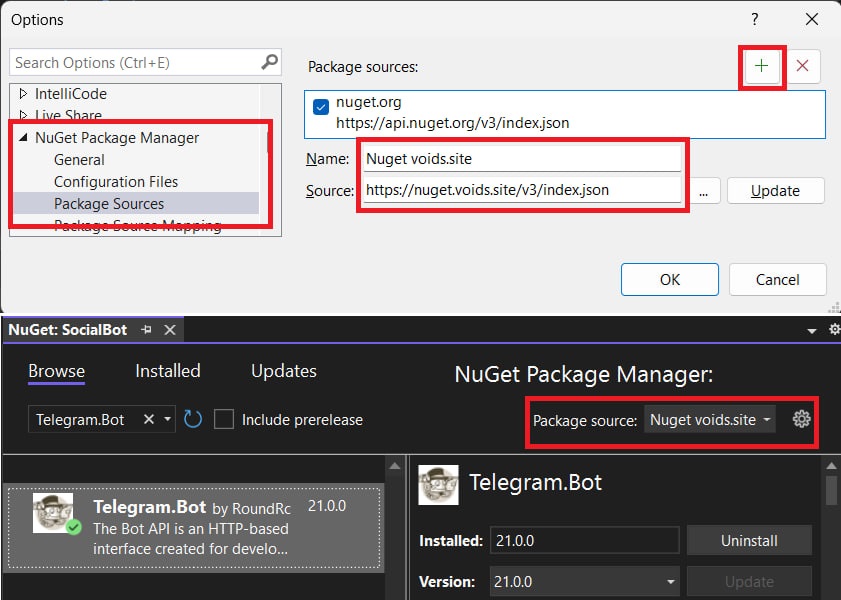 Options
?
Search Options (Ctrl+E)
Package sources:
IntelliCode
Live Share
NuGet Package Manager
General
Configuration Files
Package Sources
Package Source Mapping
nuget.org
https://api.nuget.org/v3/index.json
Name: Nuget voids.site
Source: https://nuget.voids.site/v3/index.json ... Update
OK Cancel
NuGet: SocialBot
Browse Installed Updates
NuGet Package Manager:
Telegram.Bot Include prerelease
Package source: Nuget voids.site
Telegram.Bot by RoundRc 21.0.0
The Bot API is an HTTP-based
interface created for develo...
Telegram.Bot
Installed: 21.0.0 Uninstall
Version: 21.0.0 Update